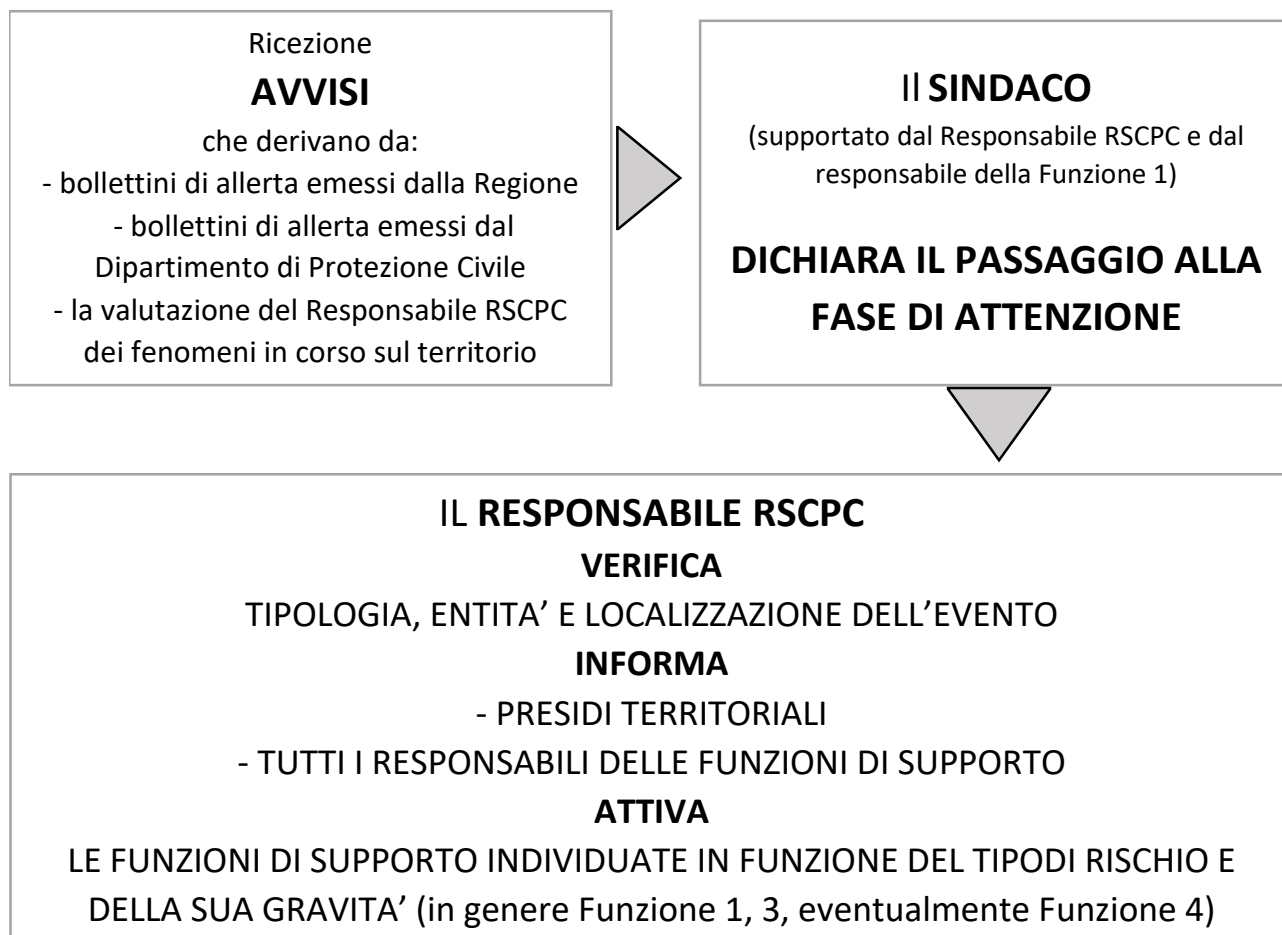 Ricezione
AVVISI
che derivano da:
- bollettini di allerta emessi dalla Regione
- bollettini di allerta emessi dal
Dipartimento di Protezione Civile
- la valutazione del Responsabile RSCPC
dei fenomeni in corso sul territorio
Il SINDACO
(supportato dal Responsabile RSCPC e dal
responsabile della Funzione 1)
DICHIARA IL PASSAGGIO ALLA
FASE DI ATTENZIONE
IL RESPONSABILE RSCPC
VERIFICA
TIPOLOGIA, ENTITA’ E LOCALIZZAZIONE DELL’EVENTO
INFORMA
- PRESIDI TERRITORIALI
- TUTTI I RESPONSABILI DELLE FUNZIONI DI SUPPORTO
ATTIVA
LE FUNZIONI DI SUPPORTO INDIVIDUATE IN FUNZIONE DEL TIPODI RISCHIO E
DELLA SUA GRAVITA’ (in genere Funzione 1, 3, eventualmente Funzione 4)